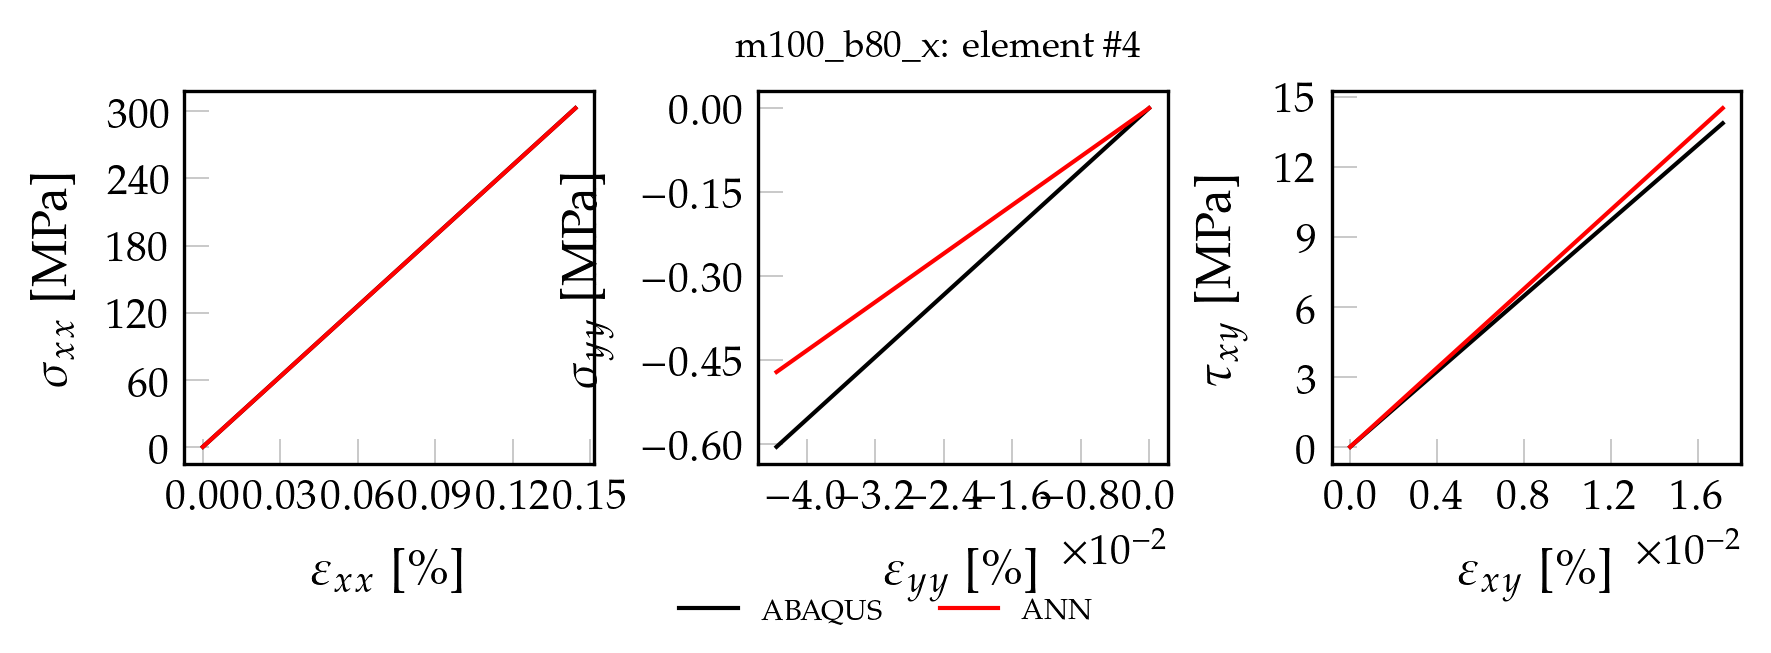 m100_b80_x: element #4
300
240
180
120
60
0
σxx [MPa]
0.00 0.03 0.06 0.09 0.12 0.15
εxx [%]
0.00
−0.15
−0.30
−0.45
−0.60
σyy [MPa]
−4.0 −3.2 −2.4 −1.6 −0.8 0.0
×10⁻²
εyy [%]
15
12
9
6
3
0
τxy [MPa]
0.0 0.4 0.8 1.2 1.6
×10⁻²
εxy [%]
ABAQUS ANN